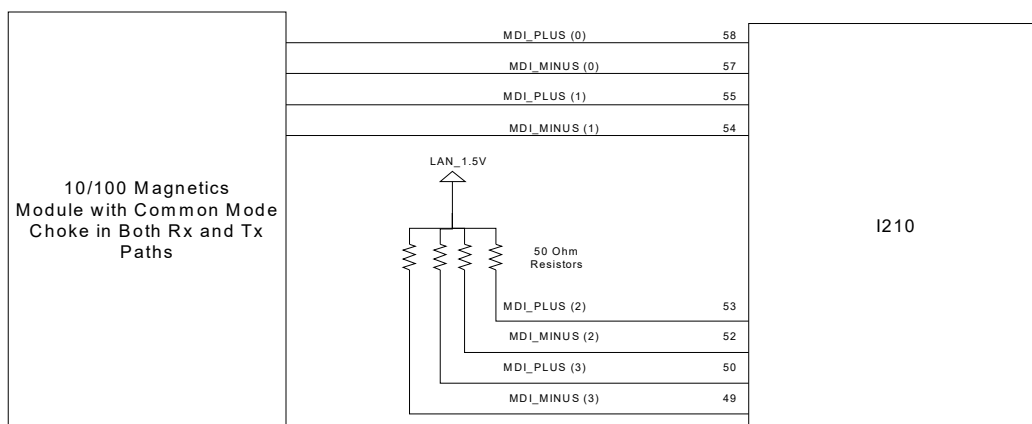 MDI_PLUS (0) 58
MDI_MINUS (0) 57
MDI_PLUS (1) 55
MDI_MINUS (1) 54
10/100 Magnetics
Module with Common Mode
Choke in Both Rx and Tx
Paths
LAN_1.5V
50 Ohm
Resistors
I210
MDI_PLUS (2) 53
MDI_MINUS (2) 52
MDI_PLUS (3) 50
MDI_MINUS (3) 49